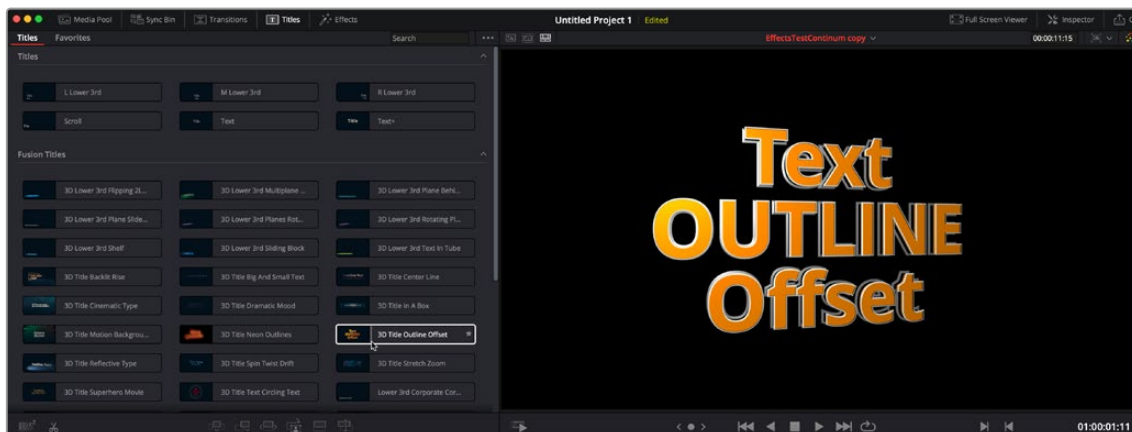 Media Pool Sync Bin Transitions Titles Effects Untitled Project 1 Edited Full Screen Viewer Inspector
Titles Favorites Search EffectsTestContinum copy 00:00:11:15
Titles
L Lower 3rd M Lower 3rd R Lower 3rd
Scroll Text Title Text+
Fusion Titles
3D Lower 3rd Flipping 2L... 3D Lower 3rd Multiplane ... 3D Lower 3rd Plane Behi...
3D Lower 3rd Plane Slide... 3D Lower 3rd Planes Rot... 3D Lower 3rd Rotating Pl...
3D Lower 3rd Shelf 3D Lower 3rd Sliding Block 3D Lower 3rd Text In Tube
3D Title Backlit Rise 3D Title Big And Small Text 3D Title Center Line
3D Title Cinematic Type 3D Title Dramatic Mood 3D Title In A Box
3D Title Motion Backgrou... 3D Title Neon Outlines 3D Title Outline Offset
3D Title Reflective Type 3D Title Spin Twist Drift 3D Title Stretch Zoom
3D Title Superhero Movie 3D Title Text Circling Text Lower 3rd Corporate Cor...
Text
OUTLINE
Offset
01:00:01:11